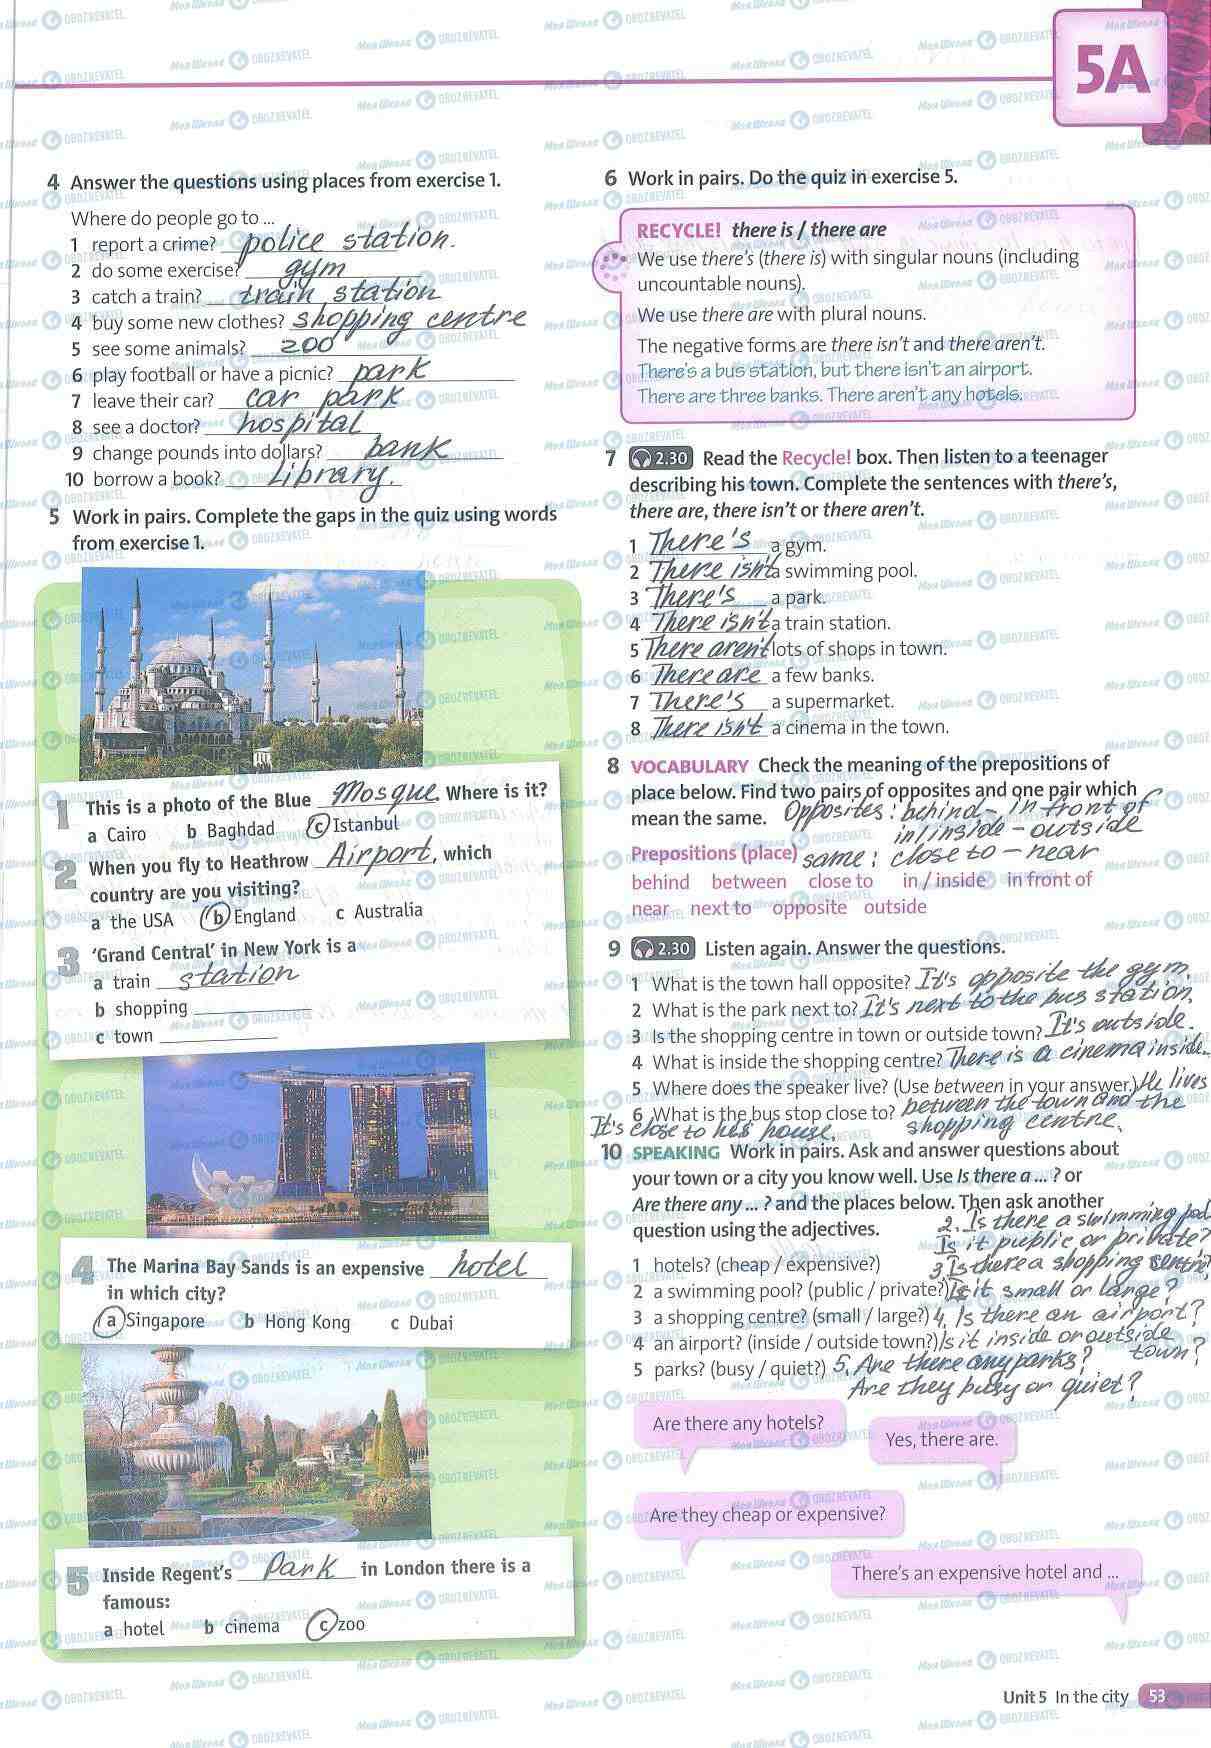 5A
4 Answer the questions using places from exercise 1.
Where do people go to ...
1 report a crime? police station.
2 do some exercise? gym
3 catch a train? train station
4 buy some new clothes? shopping centre
5 see some animals? zoo
6 play football or have a picnic? park
7 leave their car? car park
8 see a doctor? hospital
9 change pounds into dollars? bank
10 borrow a book? Library.
5 Work in pairs. Complete the gaps in the quiz using words
from exercise 1.
1 This is a photo of the Blue Mosque. Where is it?
a Cairo b Baghdad c Istanbul
2 When you fly to Heathrow Airport, which
country are you visiting?
a the USA b England c Australia
3 'Grand Central' in New York is a
a train station
b shopping
c town
4 The Marina Bay Sands is an expensive hotel
in which city?
a Singapore b Hong Kong c Dubai
5 Inside Regent's Park in London there is a
famous:
a hotel b cinema c zoo
6 Work in pairs. Do the quiz in exercise 5.
RECYCLE! there is / there are
We use there's (there is) with singular nouns (including
uncountable nouns).
We use there are with plural nouns.
The negative forms are there isn't and there aren't.
There's a bus station, but there isn't an airport.
There are three banks. There aren't any hotels.
7 2.30 Read the Recycle! box. Then listen to a teenager
describing his town. Complete the sentences with there's,
there are, there isn't or there aren't.
1 There's a gym.
2 There isn't a swimming pool.
3 There's a park.
4 There isn't a train station.
5 There aren't lots of shops in town.
6 There are a few banks.
7 There's a supermarket.
8 There isn't a cinema in the town.
8 VOCABULARY Check the meaning of the prepositions of
place below. Find two pairs of opposites and one pair which
mean the same. Opposites: behind - in front of
in/inside - outside
Prepositions (place) same: close to - near
behind between close to in / inside in front of
near next to opposite outside
9 2.30 Listen again. Answer the questions.
1 What is the town hall opposite? It's opposite the gym.
2 What is the park next to? It's next to the bus station.
3 Is the shopping centre in town or outside town? It's outside.
4 What is inside the shopping centre? There is a cinema inside.
5 Where does the speaker live? (Use between in your answer.) He lives
between the town and the
shopping centre.
6 What is the bus stop close to?
It's close to his house.
10 SPEAKING Work in pairs. Ask and answer questions about
your town or a city you know well. Use Is there a ... ? or
Are there any ... ? and the places below. Then ask another
question using the adjectives.
2. Is there a swimming pool
Is it public or private?
1 hotels? (cheap / expensive?) 3 Is there a shopping centre?
2 a swimming pool? (public / private?) Is it small or large?
3 a shopping centre? (small / large?) 4. Is there an airport?
4 an airport? (inside / outside town?) Is it inside or outside
town?
5 parks? (busy / quiet?) 5. Are there any parks?
Are they busy or quiet?
Are there any hotels?
Yes, there are.
Are they cheap or expensive?
There's an expensive hotel and ...
Unit 5 In the city 53
Моя Школа OBOZREVATEL